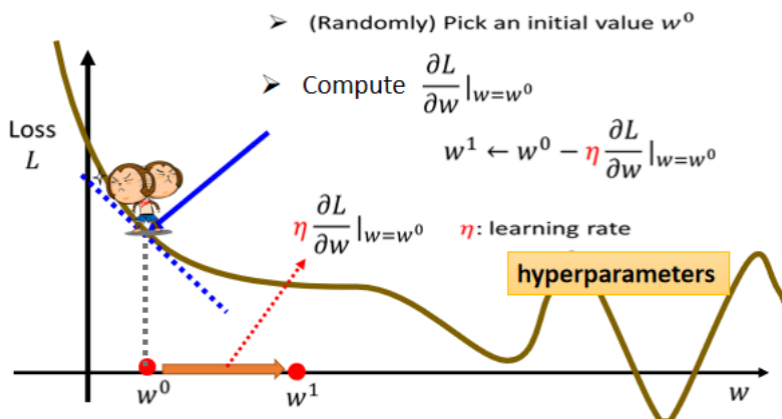 ➢ (Randomly) Pick an initial value w⁰
➢ Compute ∂L/∂w |w=w⁰
Loss
L
w¹ ← w⁰ − η ∂L/∂w |w=w⁰
η ∂L/∂w |w=w⁰
η: learning rate
hyperparameters
w⁰
w¹
w